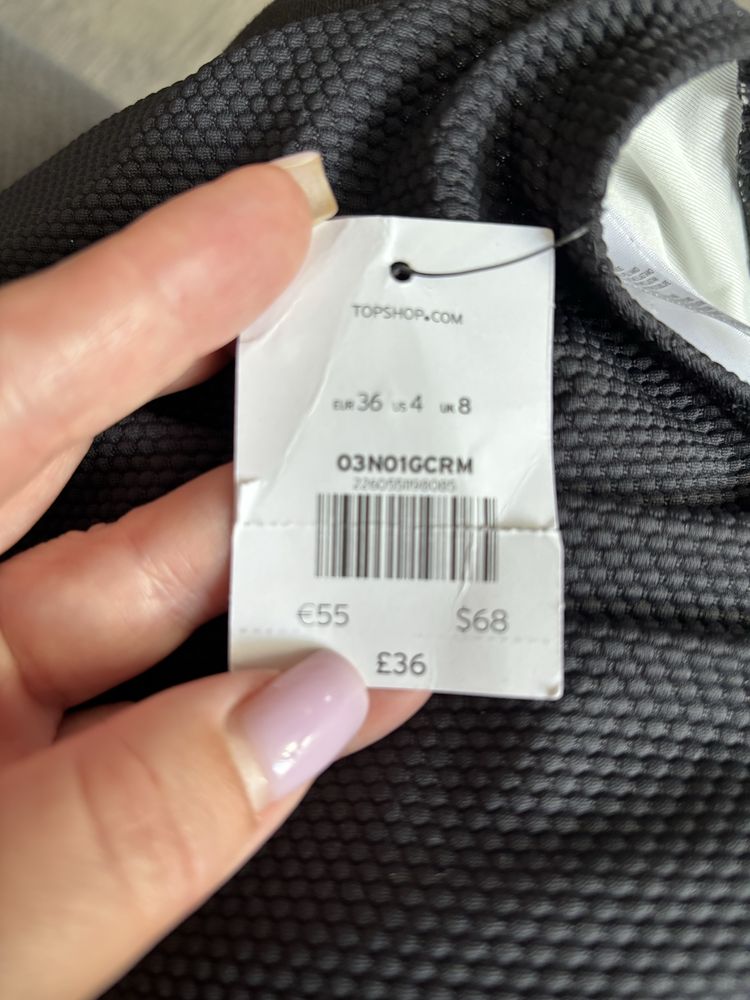 TOPSHOP.COM
EUR 36 US 4 UK 8
03N01GCRM
€55 $68
£36